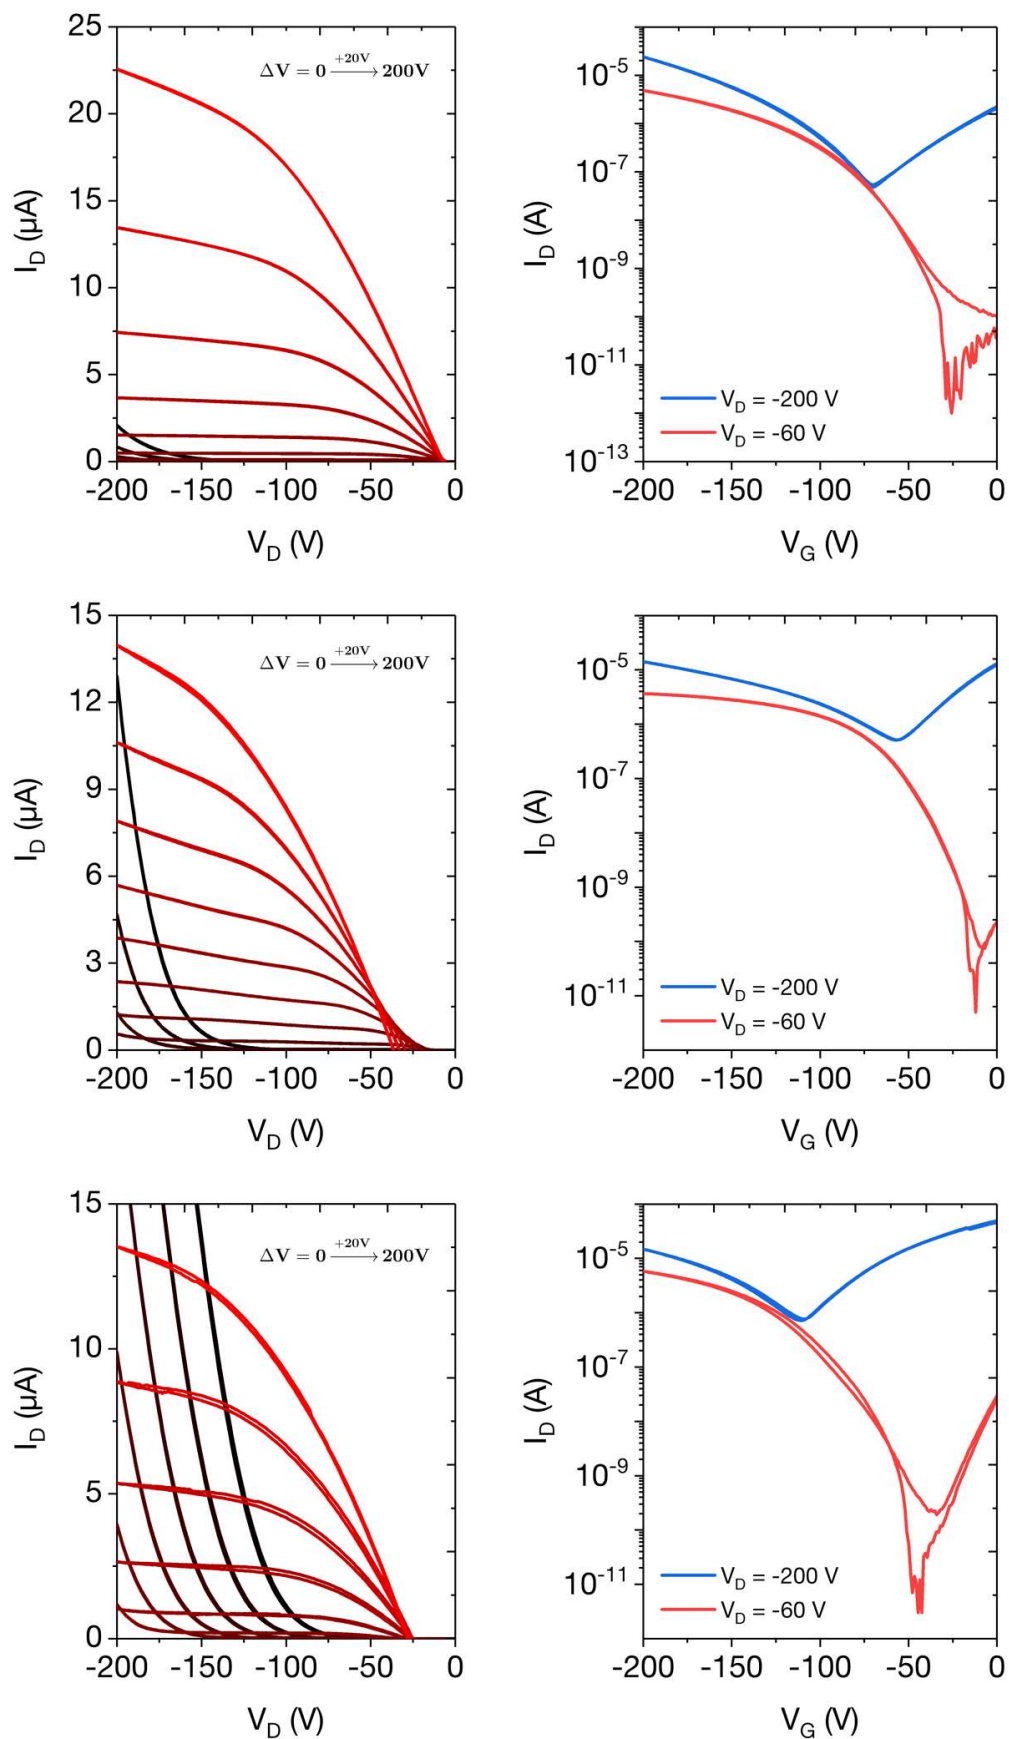 25
20
15
10
5
0
I_D (μA)
ΔV = 0 +20V → 200V
-200 -150 -100 -50 0
V_D (V)
10^-5
10^-7
10^-9
10^-11
10^-13
I_D (A)
V_D = -200 V
V_D = -60 V
-200 -150 -100 -50 0
V_G (V)
15
12
9
6
3
0
I_D (μA)
ΔV = 0 +20V → 200V
-200 -150 -100 -50 0
V_D (V)
10^-5
10^-7
10^-9
10^-11
I_D (A)
V_D = -200 V
V_D = -60 V
-200 -150 -100 -50 0
V_G (V)
15
10
5
0
I_D (μA)
ΔV = 0 +20V → 200V
-200 -150 -100 -50 0
V_D (V)
10^-5
10^-7
10^-9
10^-11
I_D (A)
V_D = -200 V
V_D = -60 V
-200 -150 -100 -50 0
V_G (V)